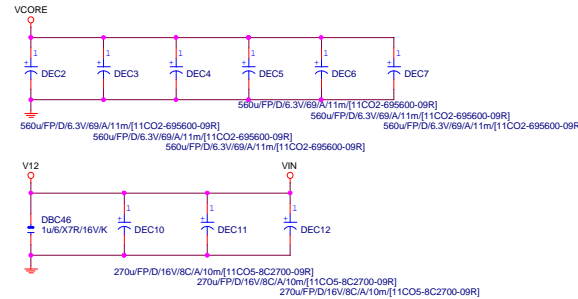 VCORE
1 1 1 1 1 1
+ + + + + +
DEC2 DEC3 DEC4 DEC5 DEC6 DEC7
560u/FP/D/6.3V/69/A/11m/[11CO2-695600-09R]
560u/FP/D/6.3V/69/A/11m/[11CO2-695600-09R]
560u/FP/D/6.3V/69/A/11m/[11CO2-695600-09R]
560u/FP/D/6.3V/69/A/11m/[11CO2-695600-09R]
560u/FP/D/6.3V/69/A/11m/[11CO2-695600-09R]
560u/FP/D/6.3V/69/A/11m/[11CO2-695600-09R]
V12 VIN
1 1 1
+ + +
DBC46
1u/6/X7R/16V/K
DEC10 DEC11 DEC12
270u/FP/D/16V/8C/A/10m/[11CO5-8C2700-09R]
270u/FP/D/16V/8C/A/10m/[11CO5-8C2700-09R]
270u/FP/D/16V/8C/A/10m/[11CO5-8C2700-09R]